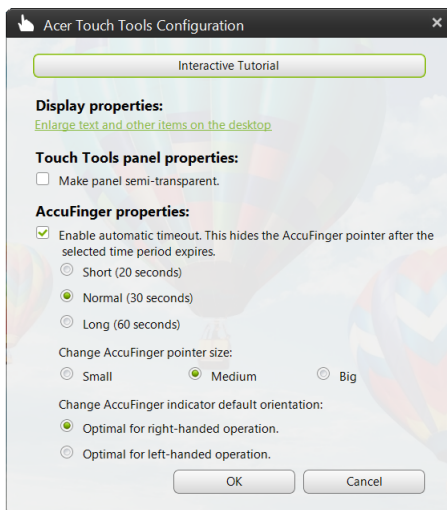 Acer Touch Tools Configuration
Interactive Tutorial
Display properties:
Enlarge text and other items on the desktop
Touch Tools panel properties:
Make panel semi-transparent.
AccuFinger properties:
Enable automatic timeout. This hides the AccuFinger pointer after the
selected time period expires.
Short (20 seconds)
Normal (30 seconds)
Long (60 seconds)
Change AccuFinger pointer size:
Small Medium Big
Change AccuFinger indicator default orientation:
Optimal for right-handed operation.
Optimal for left-handed operation.
OK Cancel